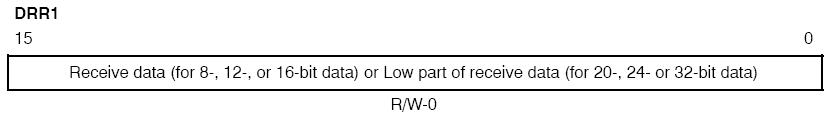 DRR1
15 0
Receive data (for 8-, 12-, or 16-bit data) or Low part of receive data (for 20-, 24- or 32-bit data)
R/W-0